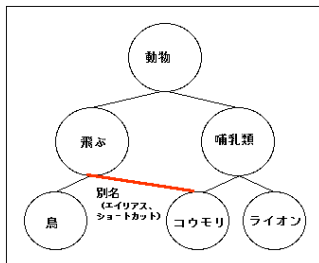 動物
飛ぶ
哺乳類
別名
(エイリアス、
ショートカット)
鳥
コウモリ
ライオン